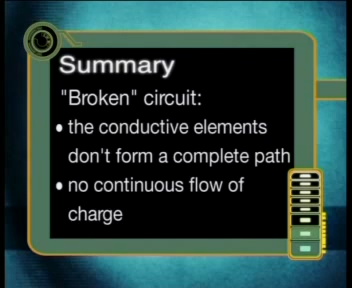 Summary
"Broken" circuit:
• the conductive elements
don't form a complete path
• no continuous flow of
charge